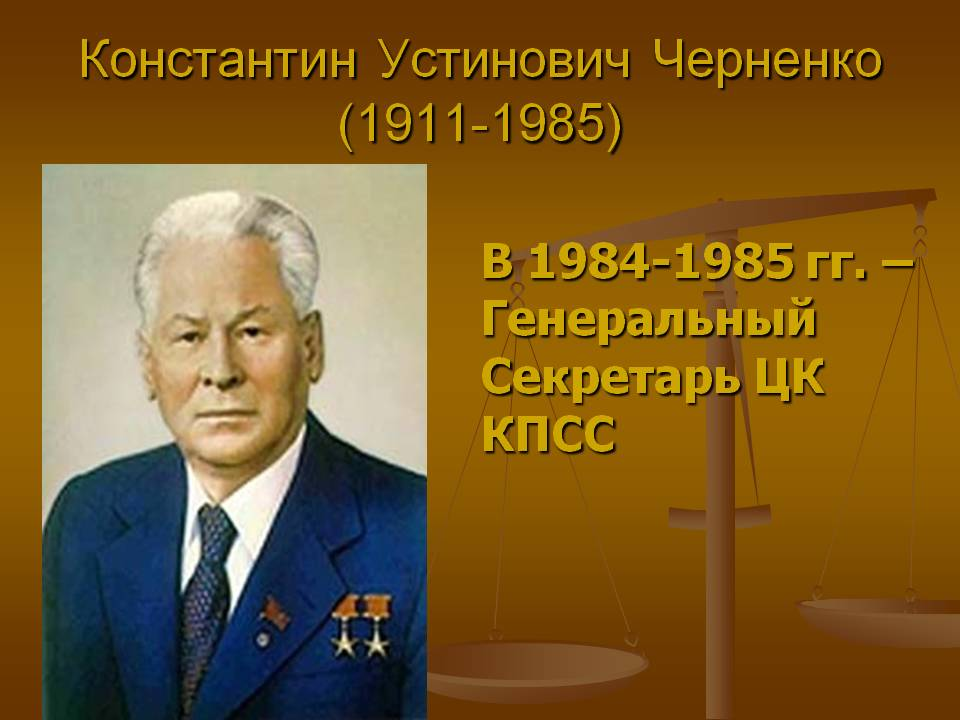 Константин Устинович Черненко
(1911-1985)
В 1984-1985 гг. –
Генеральный
Секретарь ЦК
КПСС